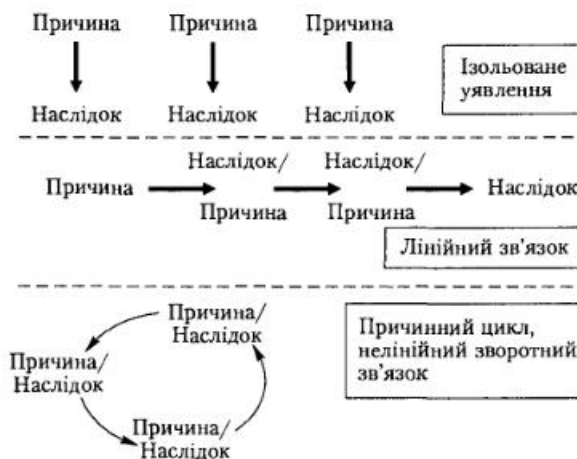 Причина Причина Причина
Ізольоване
уявлення
Наслідок Наслідок Наслідок
Наслідок/ Наслідок/
Причина Наслідок
Причина Причина
Лінійний зв'язок
Причина/
Наслідок
Причина/
Наслідок
Причина/
Наслідок
Причинний цикл,
нелінійний зворотний
зв'язок